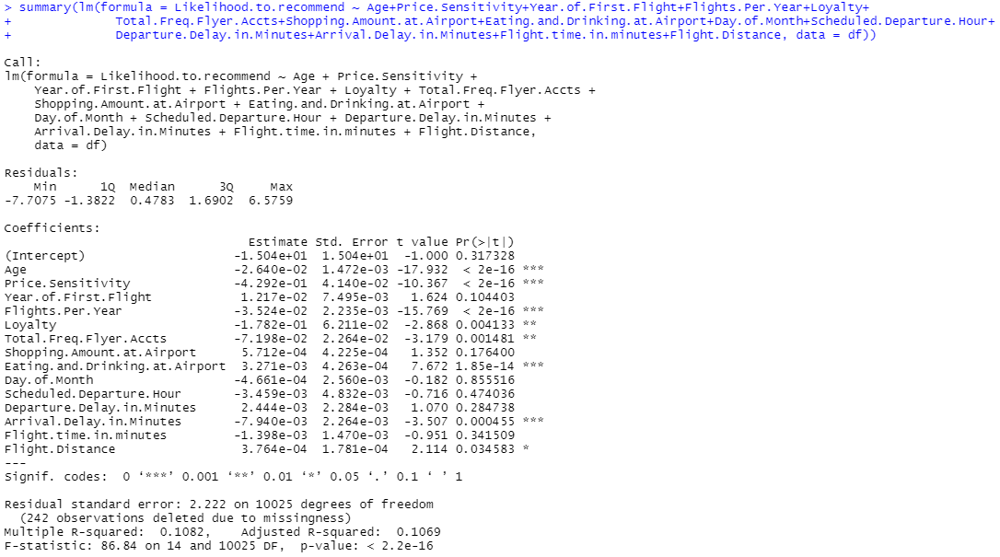 > summary(lm(formula = Likelihood.to.recommend ~ Age+Price.Sensitivity+Year.of.First.Flight+Flights.Per.Year+Loyalty+
+ Total.Freq.Flyer.Accts+Shopping.Amount.at.Airport+Eating.and.Drinking.at.Airport+Day.of.Month+Scheduled.Departure.Hour+
+ Departure.Delay.in.Minutes+Arrival.Delay.in.Minutes+Flight.time.in.minutes+Flight.Distance, data = df))
Call:
lm(formula = Likelihood.to.recommend ~ Age + Price.Sensitivity +
Year.of.First.Flight + Flights.Per.Year + Loyalty + Total.Freq.Flyer.Accts +
Shopping.Amount.at.Airport + Eating.and.Drinking.at.Airport +
Day.of.Month + Scheduled.Departure.Hour + Departure.Delay.in.Minutes +
Arrival.Delay.in.Minutes + Flight.time.in.minutes + Flight.Distance,
data = df)
Residuals:
Min 1Q Median 3Q Max
-7.7075 -1.3822 0.4783 1.6902 6.5759
Coefficients:
Estimate Std. Error t value Pr(>|t|)
(Intercept) -1.504e+01 1.504e+01 -1.000 0.317328
Age -2.640e-02 1.472e-03 -17.932 < 2e-16 ***
Price.Sensitivity -4.292e-01 4.140e-02 -10.367 < 2e-16 ***
Year.of.First.Flight 1.217e-02 7.495e-03 1.624 0.104403
Flights.Per.Year -3.524e-02 2.235e-03 -15.769 < 2e-16 ***
Loyalty -1.782e-01 6.211e-02 -2.868 0.004133 **
Total.Freq.Flyer.Accts -7.198e-02 2.264e-02 -3.179 0.001481 **
Shopping.Amount.at.Airport 5.712e-04 4.225e-04 1.352 0.176400
Eating.and.Drinking.at.Airport 3.271e-03 4.263e-04 7.672 1.85e-14 ***
Day.of.Month -4.661e-04 2.560e-03 -0.182 0.855516
Scheduled.Departure.Hour -3.459e-03 4.832e-03 -0.716 0.474036
Departure.Delay.in.Minutes 2.444e-03 2.284e-03 1.070 0.284738
Arrival.Delay.in.Minutes -7.940e-03 2.264e-03 -3.507 0.000455 ***
Flight.time.in.minutes -1.398e-03 1.470e-03 -0.951 0.341509
Flight.Distance 3.764e-04 1.781e-04 2.114 0.034583 *
---
Signif. codes: 0 ‘***’ 0.001 ‘**’ 0.01 ‘*’ 0.05 ‘.’ 0.1 ‘ ’ 1
Residual standard error: 2.222 on 10025 degrees of freedom
(242 observations deleted due to missingness)
Multiple R-squared: 0.1082, Adjusted R-squared: 0.1069
F-statistic: 86.84 on 14 and 10025 DF, p-value: < 2.2e-16